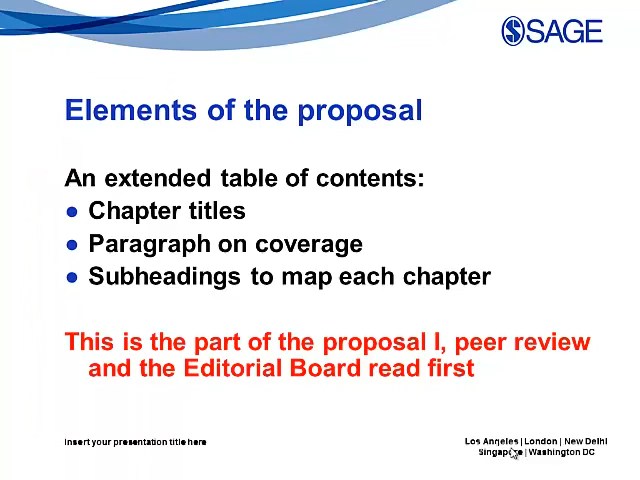 SAGE
Elements of the proposal
An extended table of contents:
● Chapter titles
● Paragraph on coverage
● Subheadings to map each chapter
This is the part of the proposal I, peer review
and the Editorial Board read first
Insert your presentation title here
Los Angeles | London | New Delhi
Singapore | Washington DC